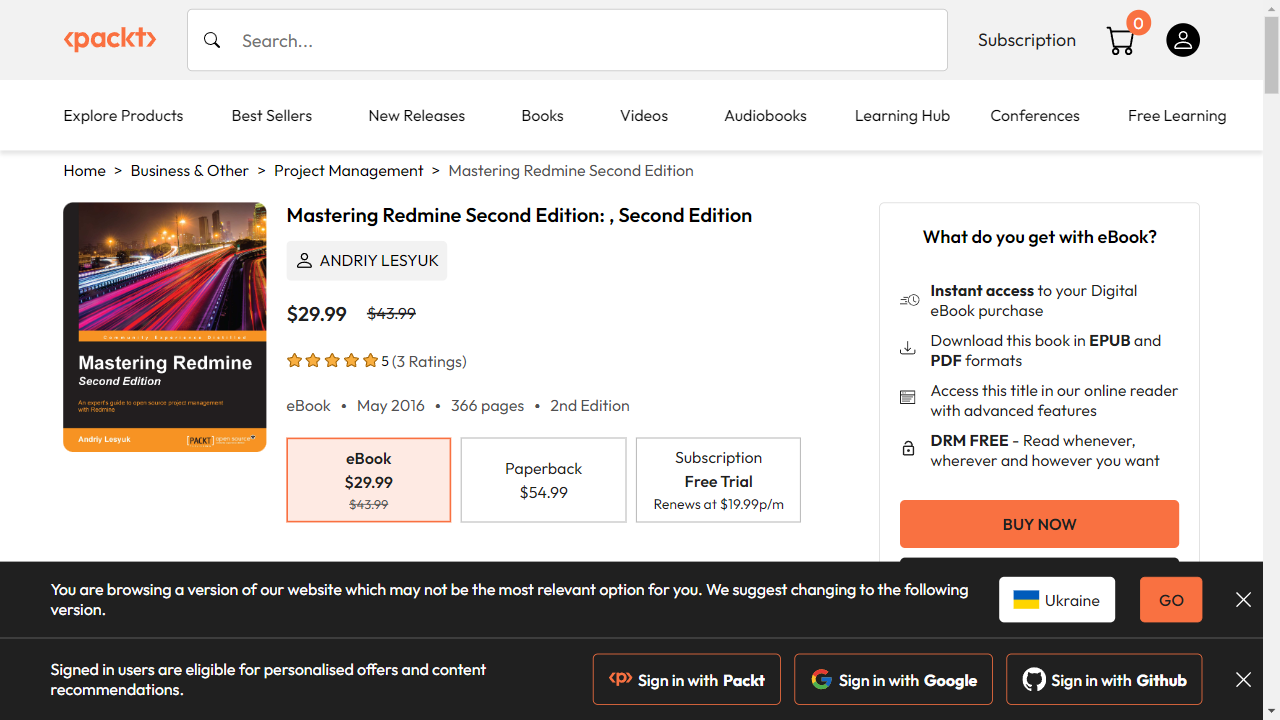 <packt>
Search...
Subscription
0
Explore Products
Best Sellers
New Releases
Books
Videos
Audiobooks
Learning Hub
Conferences
Free Learning
Home > Business & Other > Project Management > Mastering Redmine Second Edition
Community Experience Distilled
Mastering Redmine
Second Edition
An expert's guide to open source project management
with Redmine
Andriy Lesyuk
[PACKT] open source
Mastering Redmine Second Edition: , Second Edition
ANDRIY LESYUK
$29.99 $43.99
5 (3 Ratings)
eBook • May 2016 • 366 pages • 2nd Edition
eBook
$29.99
$43.99
Paperback
$54.99
Subscription
Free Trial
Renews at $19.99p/m
What do you get with eBook?
Instant access to your Digital
eBook purchase
Download this book in EPUB and
PDF formats
Access this title in our online reader
with advanced features
DRM FREE - Read whenever,
wherever and however you want
BUY NOW
You are browsing a version of our website which may not be the most relevant option for you. We suggest changing to the following
version.
Ukraine
GO
Signed in users are eligible for personalised offers and content
recommendations.
Sign in with Packt
Sign in with Google
Sign in with Github